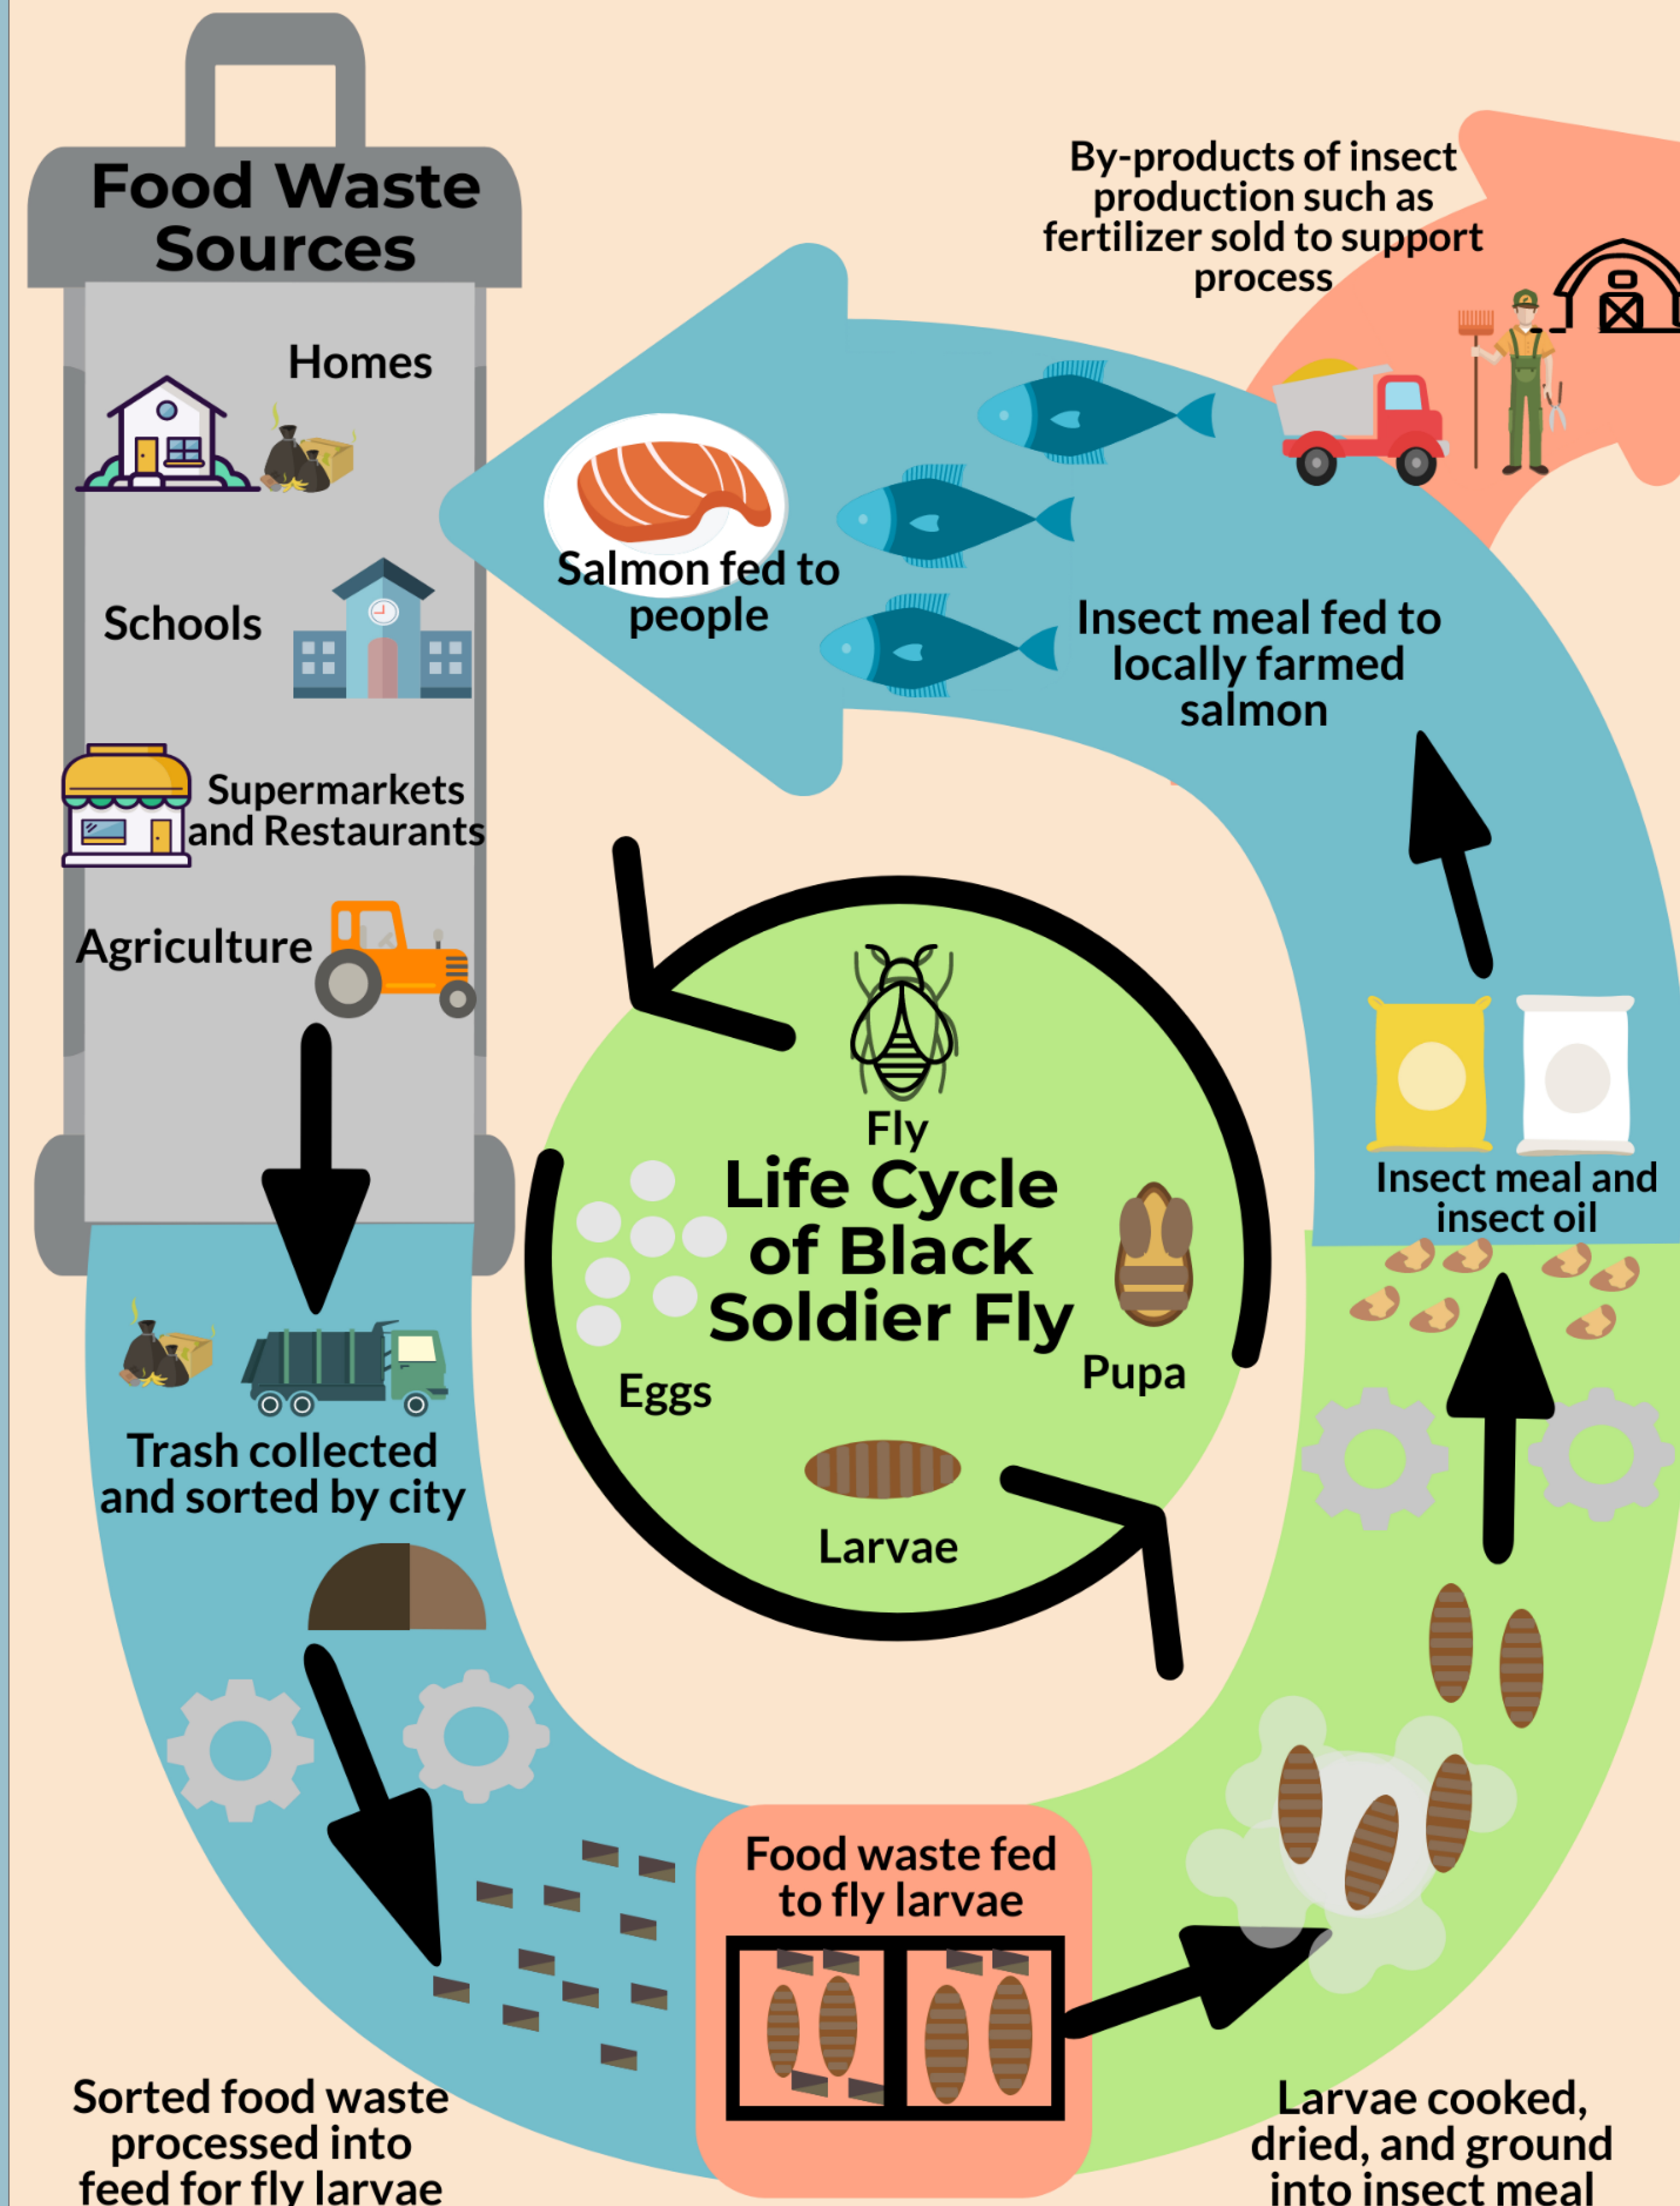 Food Waste
Sources
Homes
Schools
Supermarkets
and Restaurants
Agriculture
Trash collected
and sorted by city
Sorted food waste
processed into
feed for fly larvae
Food waste fed
to fly larvae
Larvae cooked,
dried, and ground
into insect meal
Insect meal and
insect oil
Insect meal fed to
locally farmed
salmon
Salmon fed to
people
By-products of insect
production such as
fertilizer sold to support
process
Fly
Life Cycle
of Black
Soldier Fly
Eggs
Larvae
Pupa